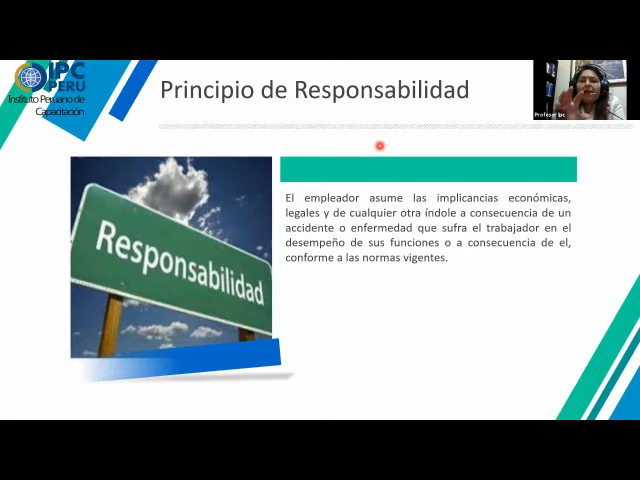 IPC
PERU
Instituto Peruano de
Capacitación
Principio de Responsabilidad
Profesor Ipc
Responsabilidad
El empleador asume las implicancias económicas,
legales y de cualquier otra índole a consecuencia de un
accidente o enfermedad que sufra el trabajador en el
desempeño de sus funciones o a consecuencia de el,
conforme a las normas vigentes.